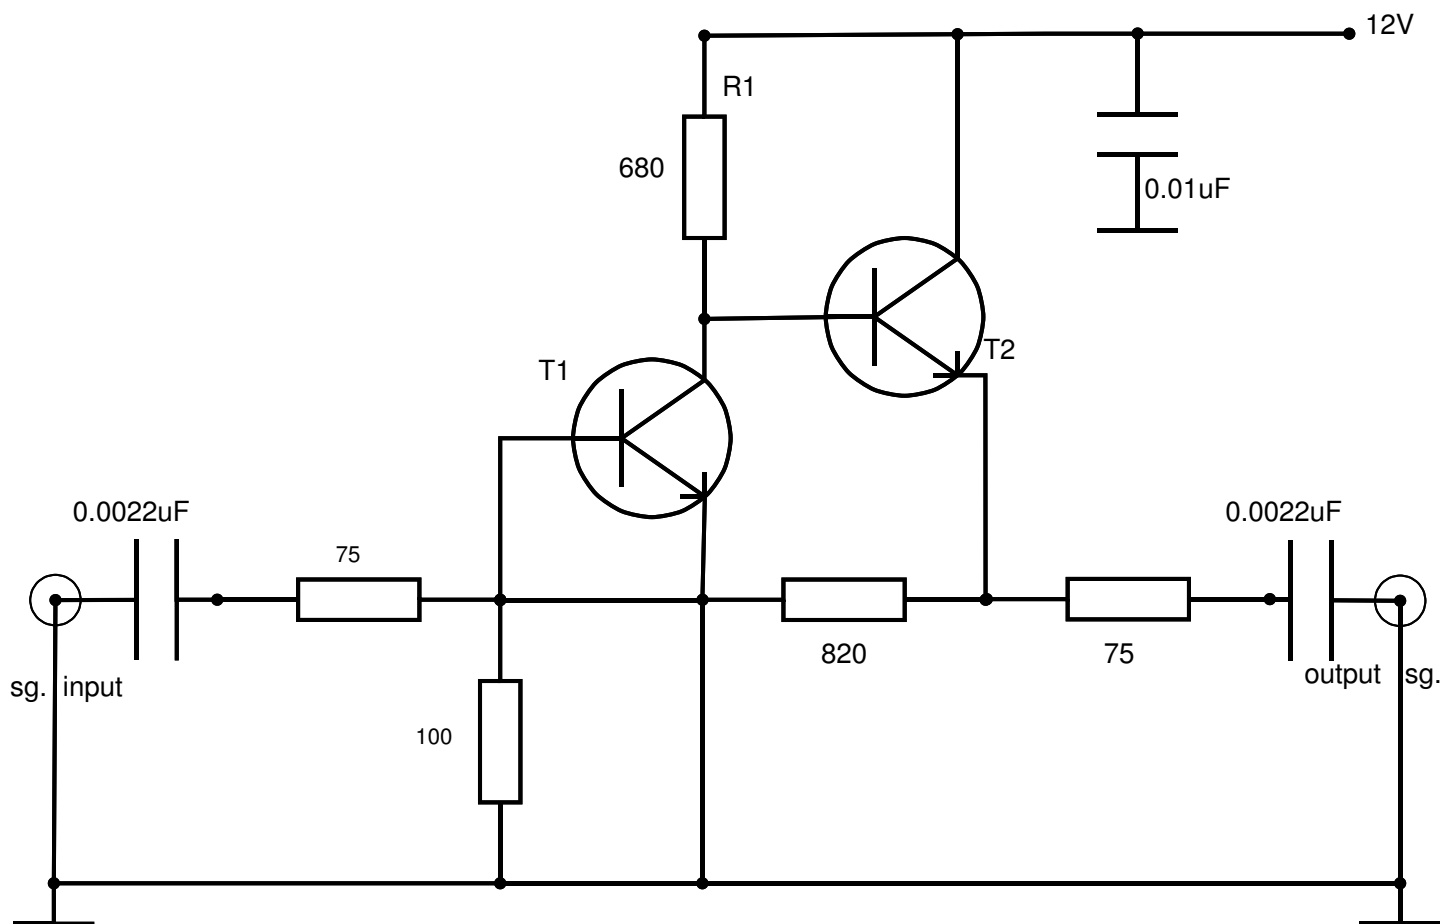 12V
R1
680
0.01uF
T2
T1
0.0022uF
0.0022uF
75
820
75
sg. input
output sg.
100